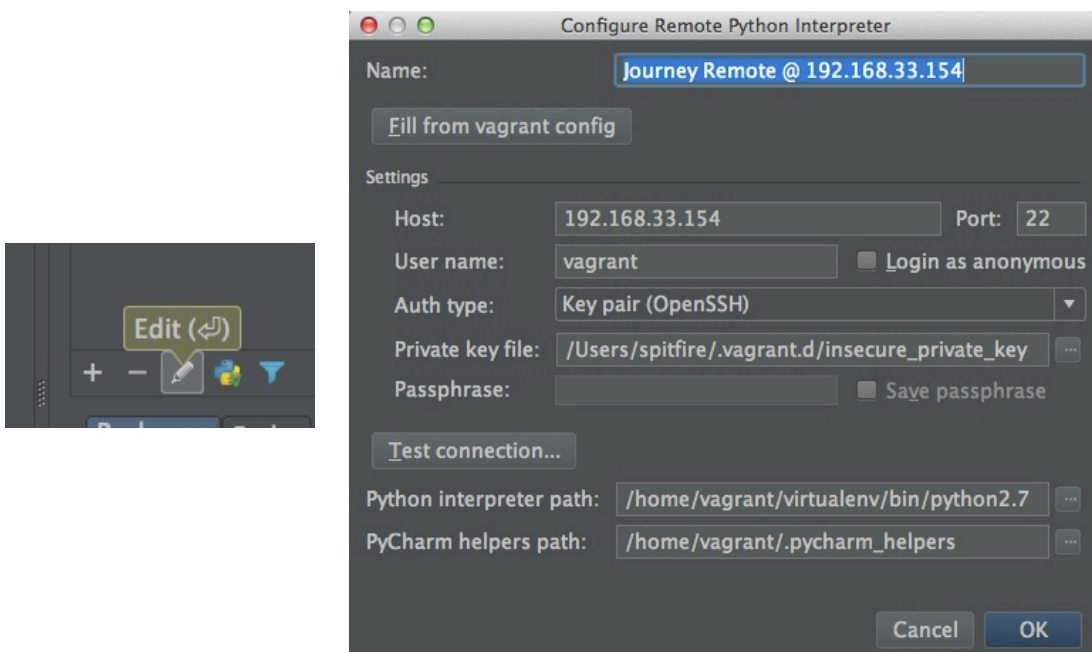 Configure Remote Python Interpreter
Name: Journey Remote @ 192.168.33.154
Fill from vagrant config
Settings
Host: 192.168.33.154 Port: 22
User name: vagrant Login as anonymous
Auth type: Key pair (OpenSSH)
Private key file: /Users/spitfire/.vagrant.d/insecure_private_key
Passphrase: Save passphrase
Test connection...
Python interpreter path: /home/vagrant/virtualenv/bin/python2.7
PyCharm helpers path: /home/vagrant/.pycharm_helpers
Cancel OK
Edit (⏎)